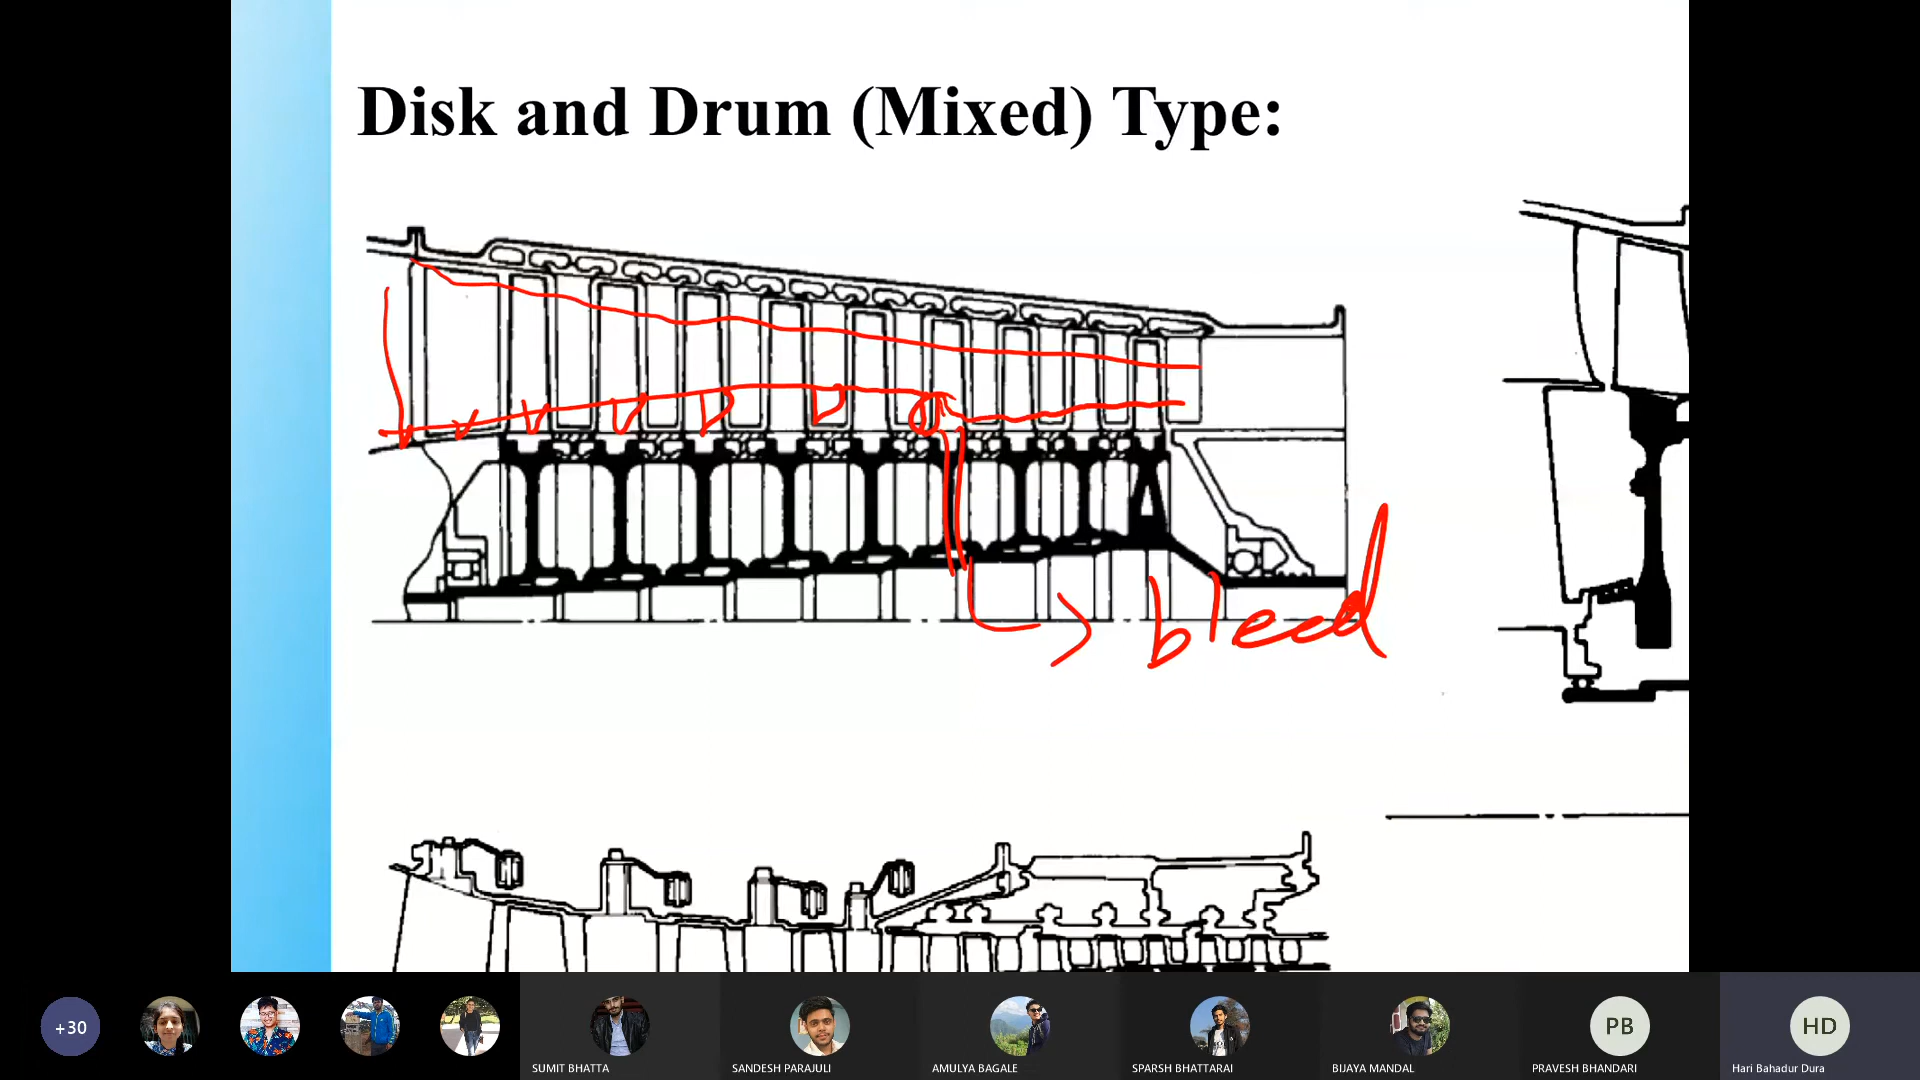 Disk and Drum (Mixed) Type:
bleed
+30
SUMIT BHATTA
SANDESH PARAJULI
AMULYA BAGALE
SPARSH BHATTARAI
BIJAYA MANDAL
PB
PRAVESH BHANDARI
HD
Hari Bahadur Dura